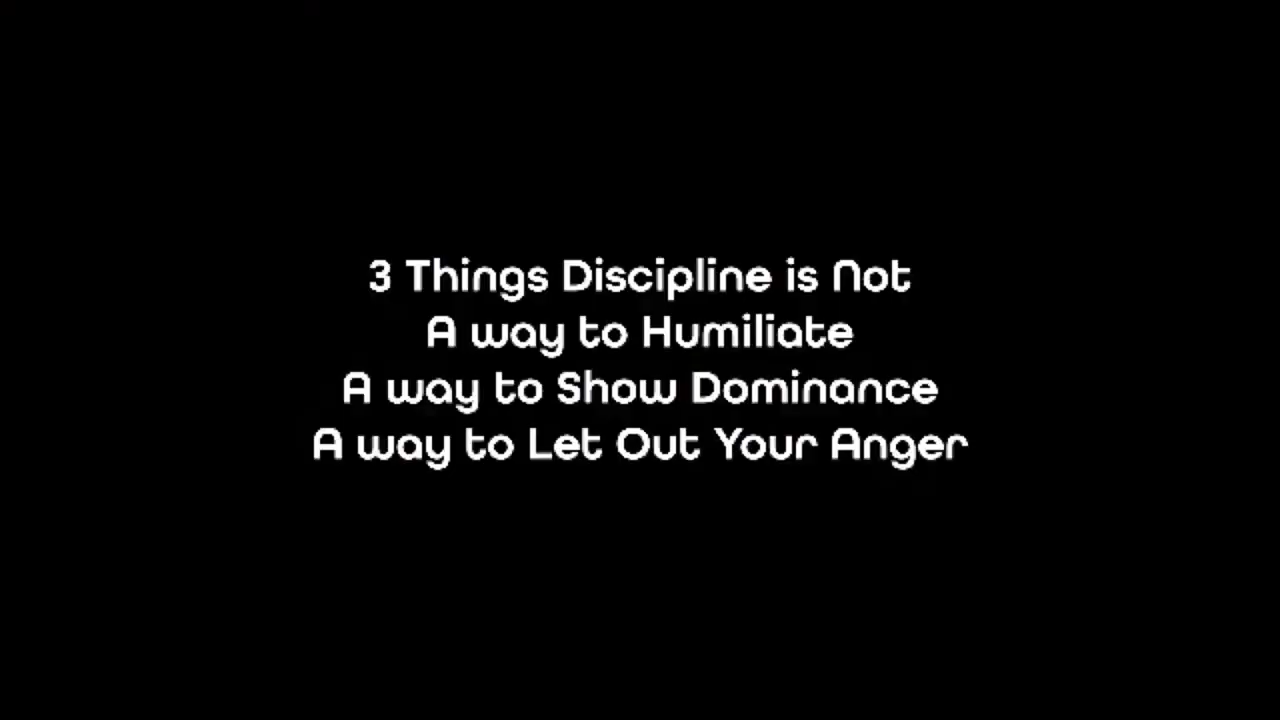 3 Things Discipline is Not
A way to Humiliate
A way to Show Dominance
A way to Let Out Your Anger